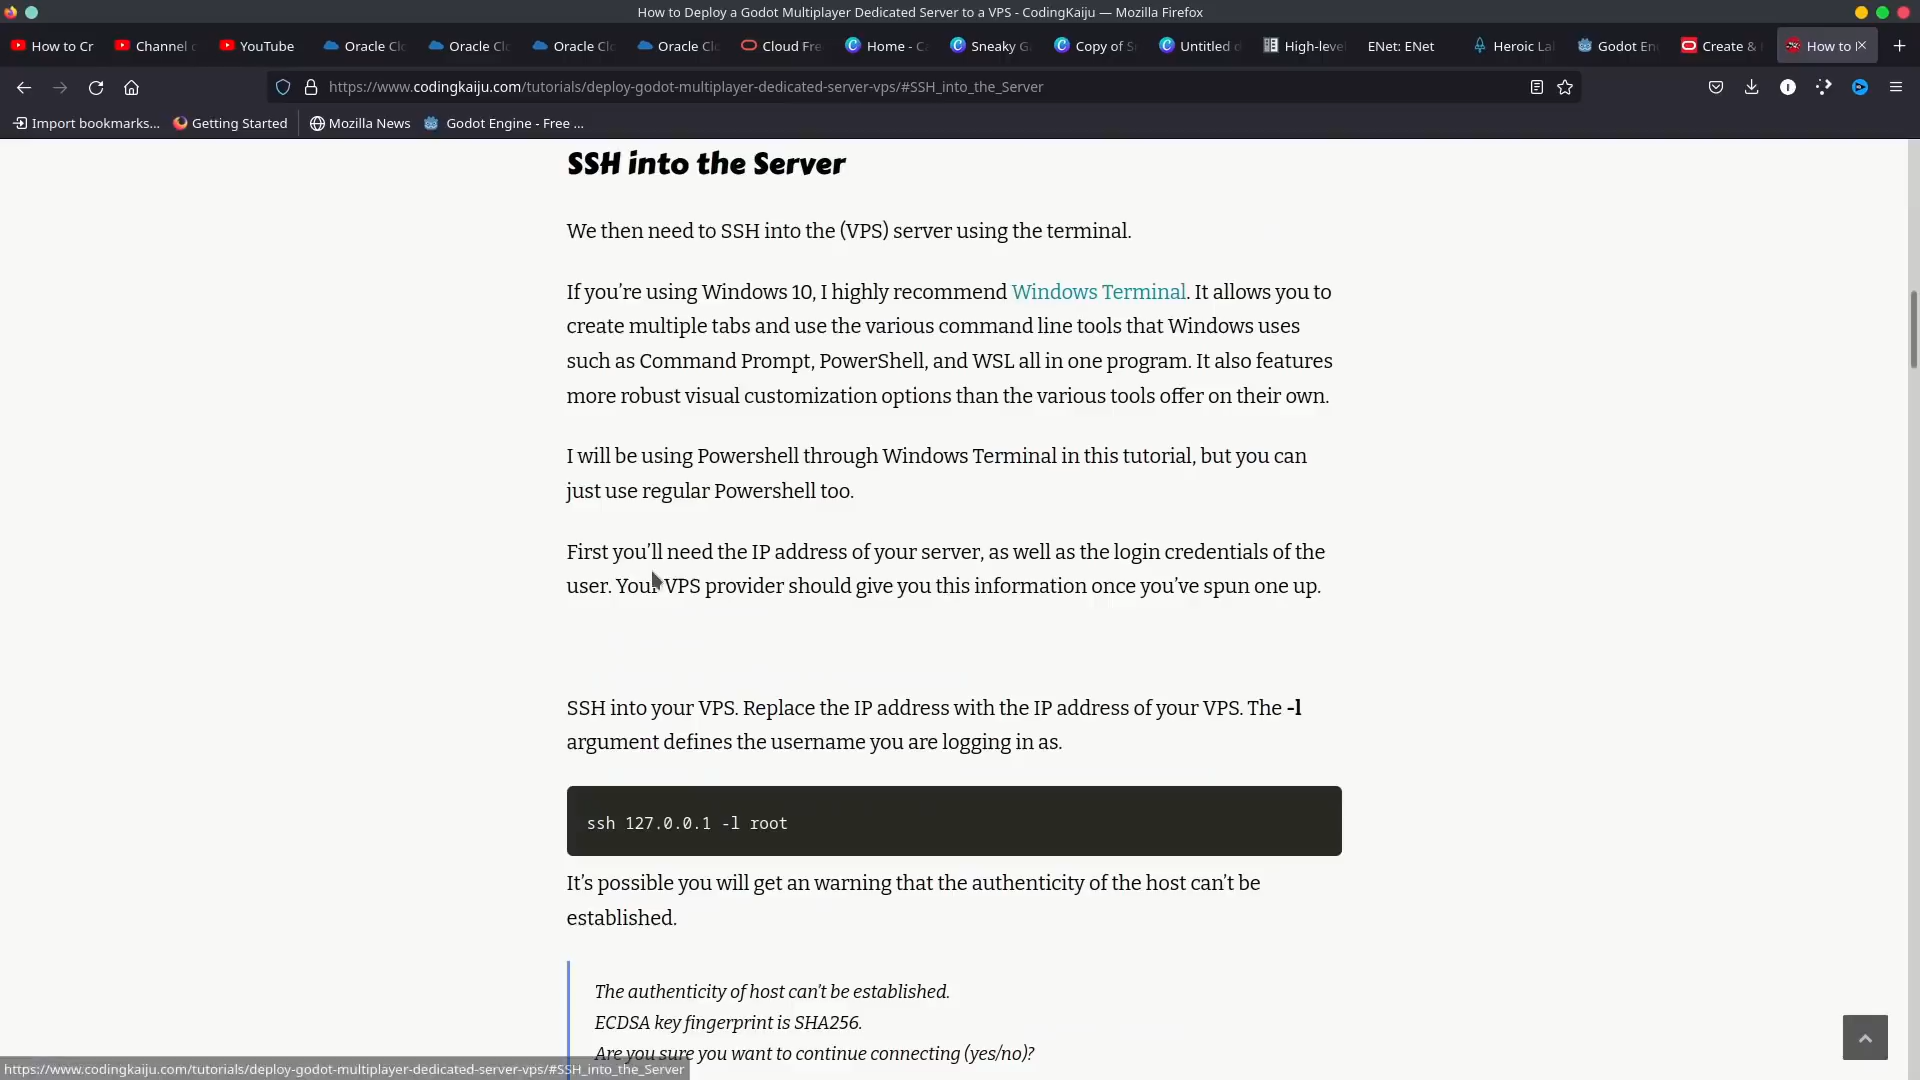 How to Deploy a Godot Multiplayer Dedicated Server to a VPS - CodingKaiju — Mozilla Firefox
How to Cr
Channel
YouTube
Oracle Clo
Oracle Clo
Oracle Clo
Oracle Clo
Cloud Fre
Home - Ca
Sneaky G
Copy of S
Untitled d
High-level
ENet: ENet
Heroic La
Godot En
Create &
How to
https://www.codingkaiju.com/tutorials/deploy-godot-multiplayer-dedicated-server-vps/#SSH_into_the_Server
Import bookmarks...
Getting Started
Mozilla News
Godot Engine - Free ...
SSH into the Server
We then need to SSH into the (VPS) server using the terminal.
If you’re using Windows 10, I highly recommend Windows Terminal. It allows you to
create multiple tabs and use the various command line tools that Windows uses
such as Command Prompt, PowerShell, and WSL all in one program. It also features
more robust visual customization options than the various tools offer on their own.
I will be using Powershell through Windows Terminal in this tutorial, but you can
just use regular Powershell too.
First you’ll need the IP address of your server, as well as the login credentials of the
user. Your VPS provider should give you this information once you’ve spun one up.
SSH into your VPS. Replace the IP address with the IP address of your VPS. The -l
argument defines the username you are logging in as.
ssh 127.0.0.1 -l root
It’s possible you will get an warning that the authenticity of the host can’t be
established.
The authenticity of host can’t be established.
ECDSA key fingerprint is SHA256.
Are you sure you want to continue connecting (yes/no)?
https://www.codingkaiju.com/tutorials/deploy-godot-multiplayer-dedicated-server-vps/#SSH_into_the_Server